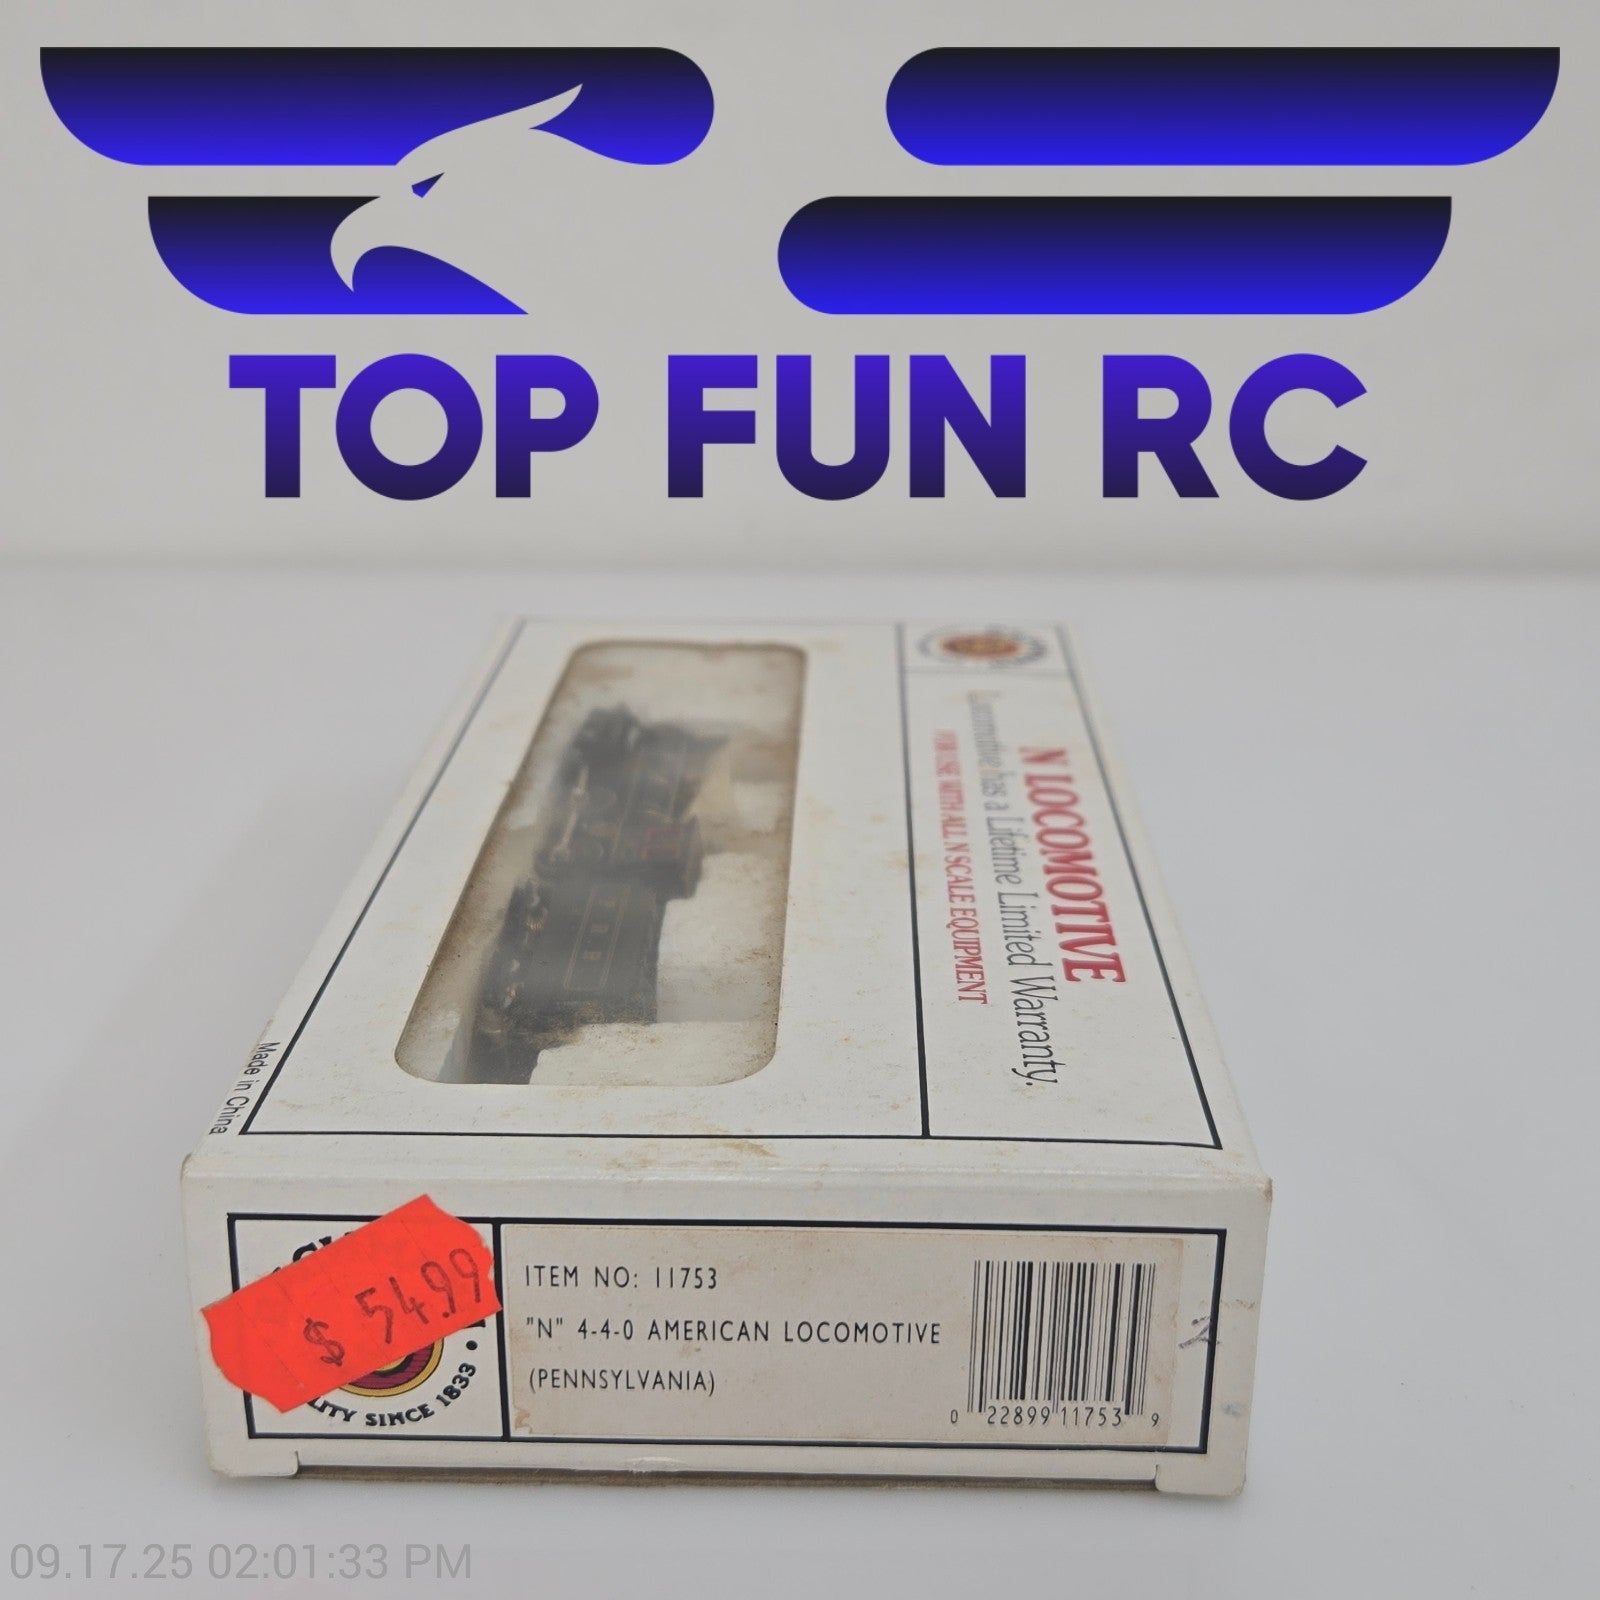 TOP FUN RC
N LOCOMOTIVE
Locomotive has a Lifetime Limited Warranty.
FOR USE WITH ALL N SCALE EQUIPMENT
Made in China
$ 54.99
SINCE 1833
ITEM NO: 11753
"N" 4-4-0 AMERICAN LOCOMOTIVE
(PENNSYLVANIA)
0 22899 11753 9
09.17.25 02:01:33 PM